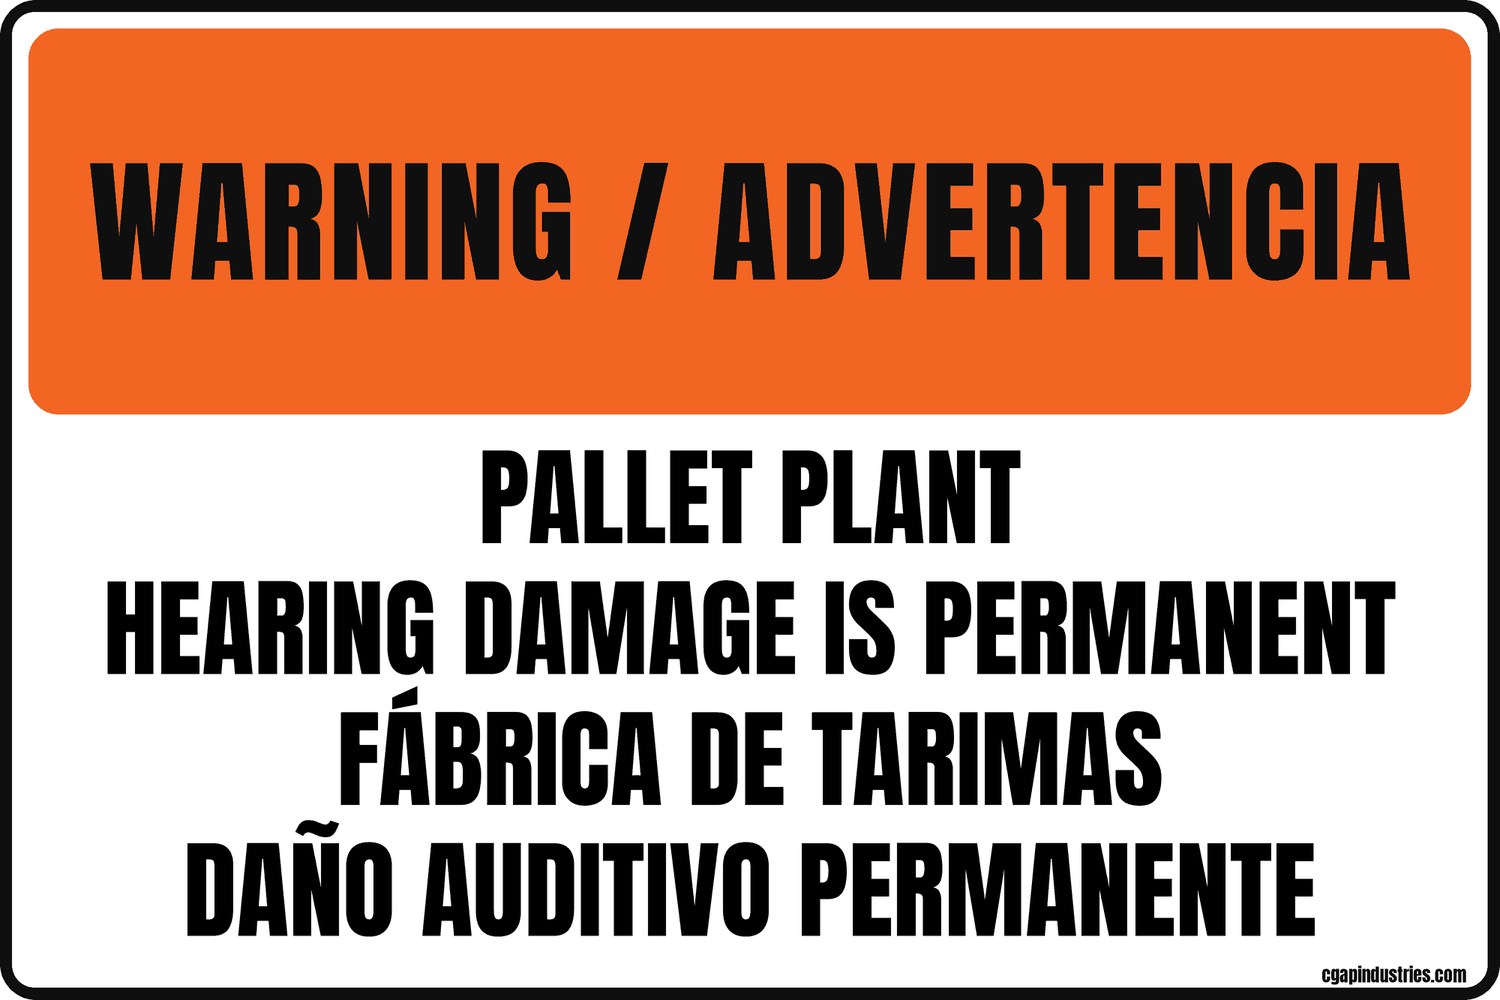 WARNING / ADVERTENCIA
PALLET PLANT
HEARING DAMAGE IS PERMANENT
FÁBRICA DE TARIMAS
DAÑO AUDITIVO PERMANENTE
cgapindustries.com